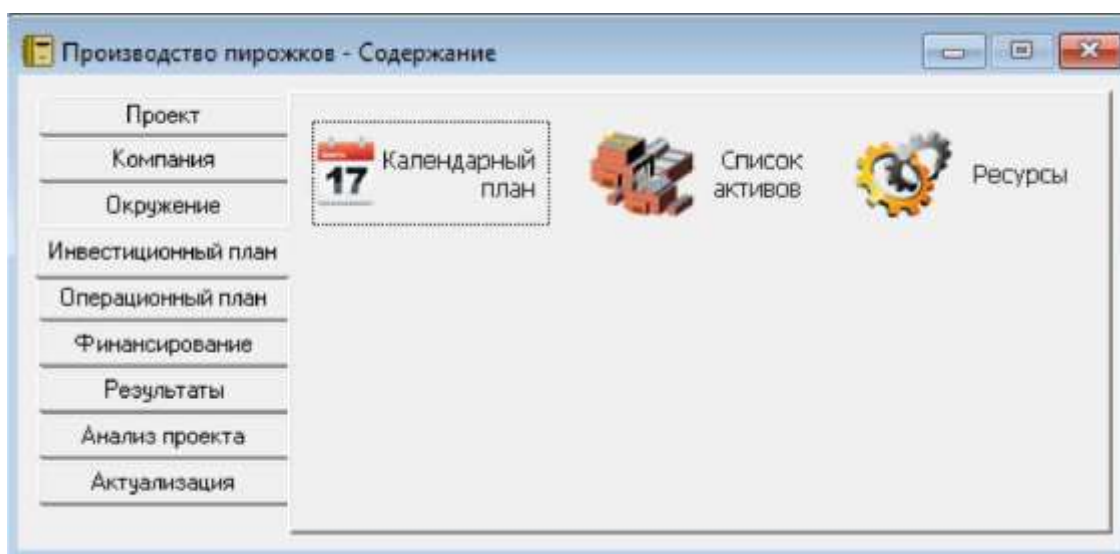 Производство пирожков - Содержание
Проект
Компания
Окружение
Инвестиционный план
Операционный план
Финансирование
Результаты
Анализ проекта
Актуализация
17
Календарный
план
Список
активов
Ресурсы